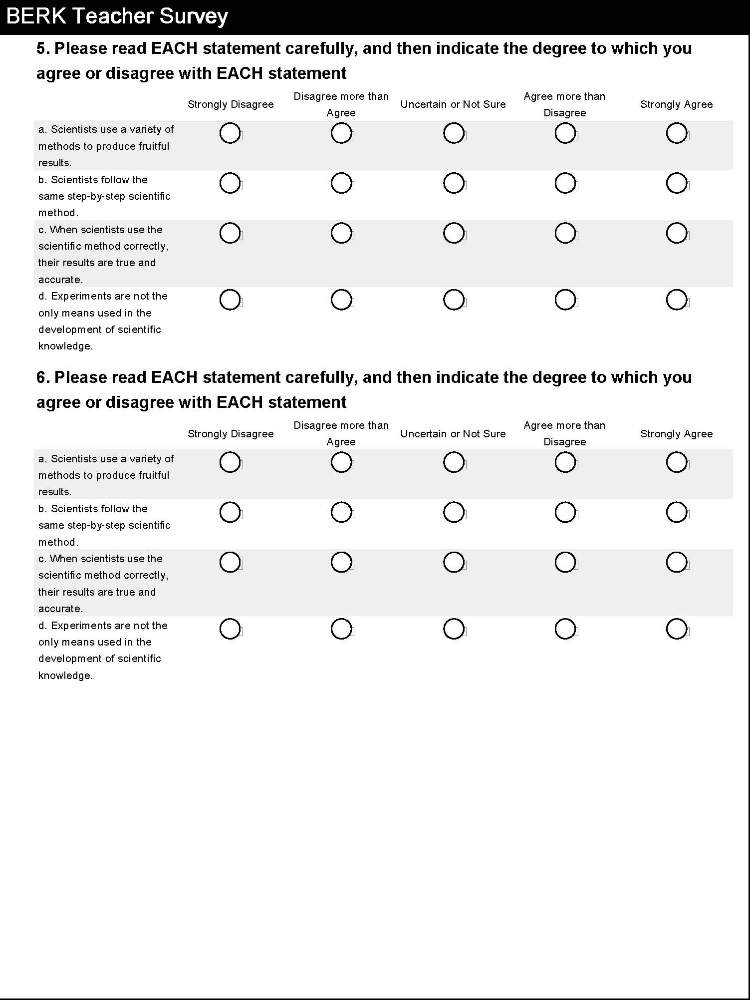 BERK Teacher Survey
5. Please read EACH statement carefully, and then indicate the degree to which you
agree or disagree with EACH statement
Strongly Disagree
Disagree more than
Agree
Uncertain or Not Sure
Agree more than
Disagree
Strongly Agree
a. Scientists use a variety of
methods to produce fruitful
results.
b. Scientists follow the
same step-by-step scientific
method.
c. When scientists use the
scientific method correctly,
their results are true and
accurate.
d. Experiments are not the
only means used in the
development of scientific
knowledge.
6. Please read EACH statement carefully, and then indicate the degree to which you
agree or disagree with EACH statement
Strongly Disagree
Disagree more than
Agree
Uncertain or Not Sure
Agree more than
Disagree
Strongly Agree
a. Scientists use a variety of
methods to produce fruitful
results.
b. Scientists follow the
same step-by-step scientific
method.
c. When scientists use the
scientific method correctly,
their results are true and
accurate.
d. Experiments are not the
only means used in the
development of scientific
knowledge.